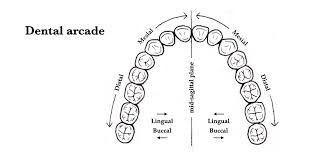 Dental arcade
Mesial
Mesial
Distal
Distal
mid-sagittal plane
Lingual
Buccal
Lingual
Buccal